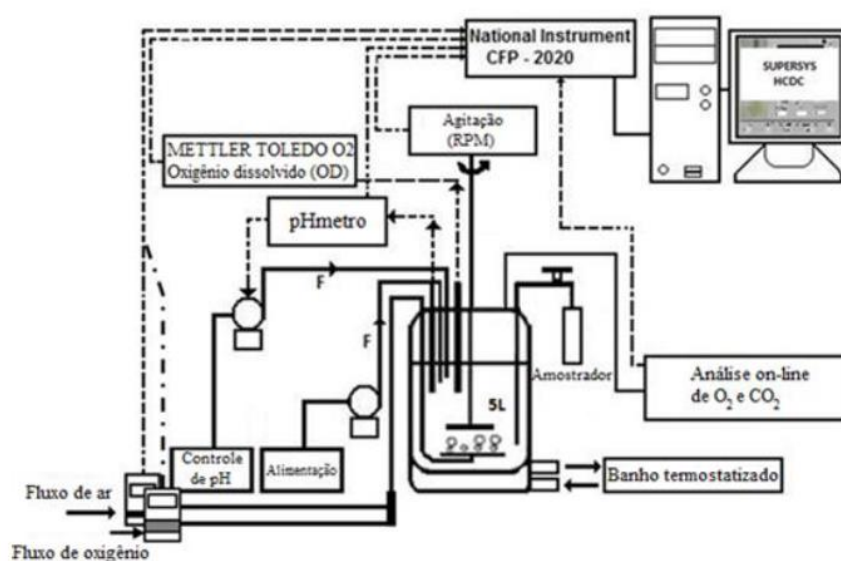 National Instrument
CFP - 2020
SUPERSYS
HCDC
Agitação
(RPM)
METTLER TOLEDO O2
Oxigênio dissolvido (OD)
pHmetro
F
F
Amostrador
5L
Análise on-line
de O₂ e CO₂
Controle
de pH
Alimentação
Banho termostatizado
Fluxo de ar
Fluxo de oxigênio